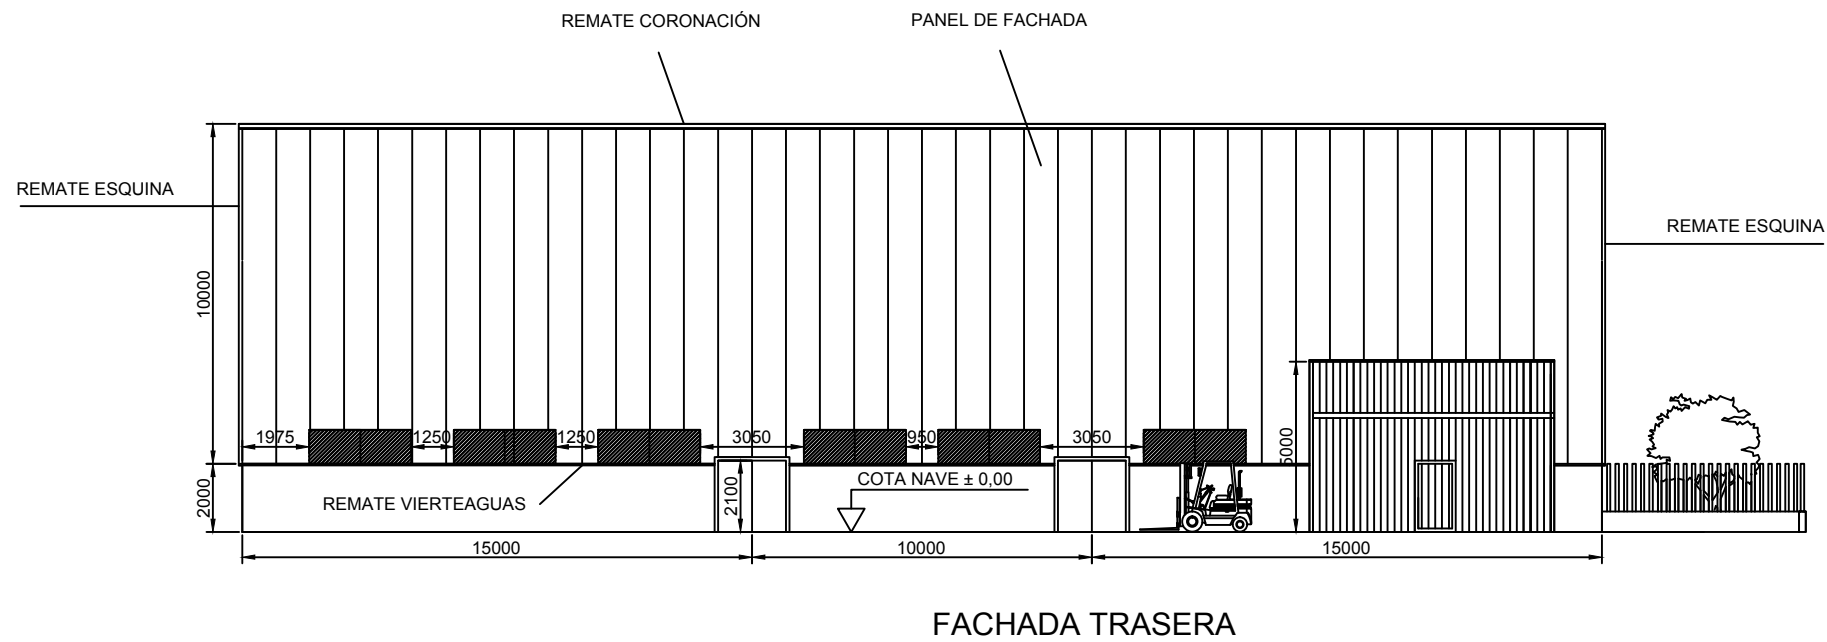 REMATE CORONACIÓN
PANEL DE FACHADA
REMATE ESQUINA
REMATE ESQUINA
10000
1975
1250
1250
3050
950
3050
5000
2000
REMATE VIERTEAGUAS
2100
COTA NAVE ± 0,00
15000
10000
15000
FACHADA TRASERA